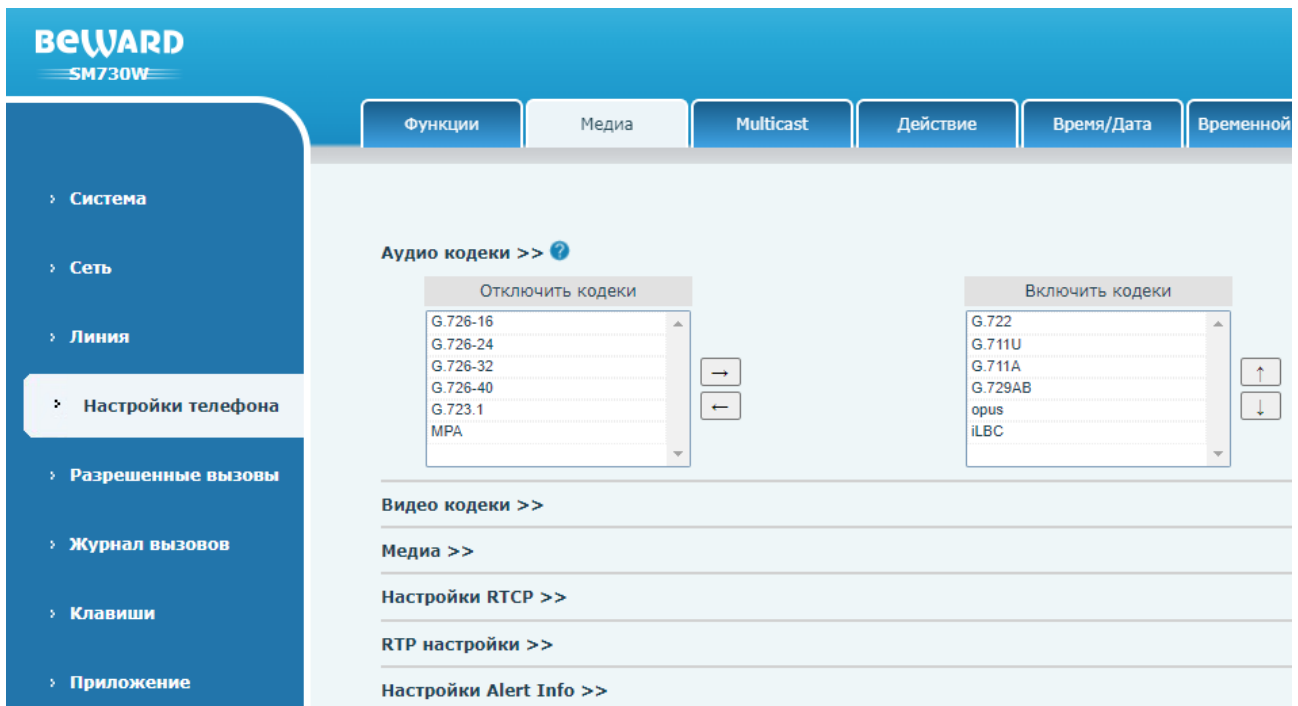 BEWARD
SM730W
Функции
Медиа
Multicast
Действие
Время/Дата
Временной
Система
Сеть
Линия
Настройки телефона
Разрешенные вызовы
Журнал вызовов
Клавиши
Приложение
Аудио кодеки >> ?
Отключить кодеки
G.726-16
G.726-24
G.726-32
G.726-40
G.723.1
MPA
→
←
Включить кодеки
G.722
G.711U
G.711A
G.729AB
opus
iLBC
↑
↓
Видео кодеки >>
Медиа >>
Настройки RTCP >>
RTP настройки >>
Настройки Alert Info >>